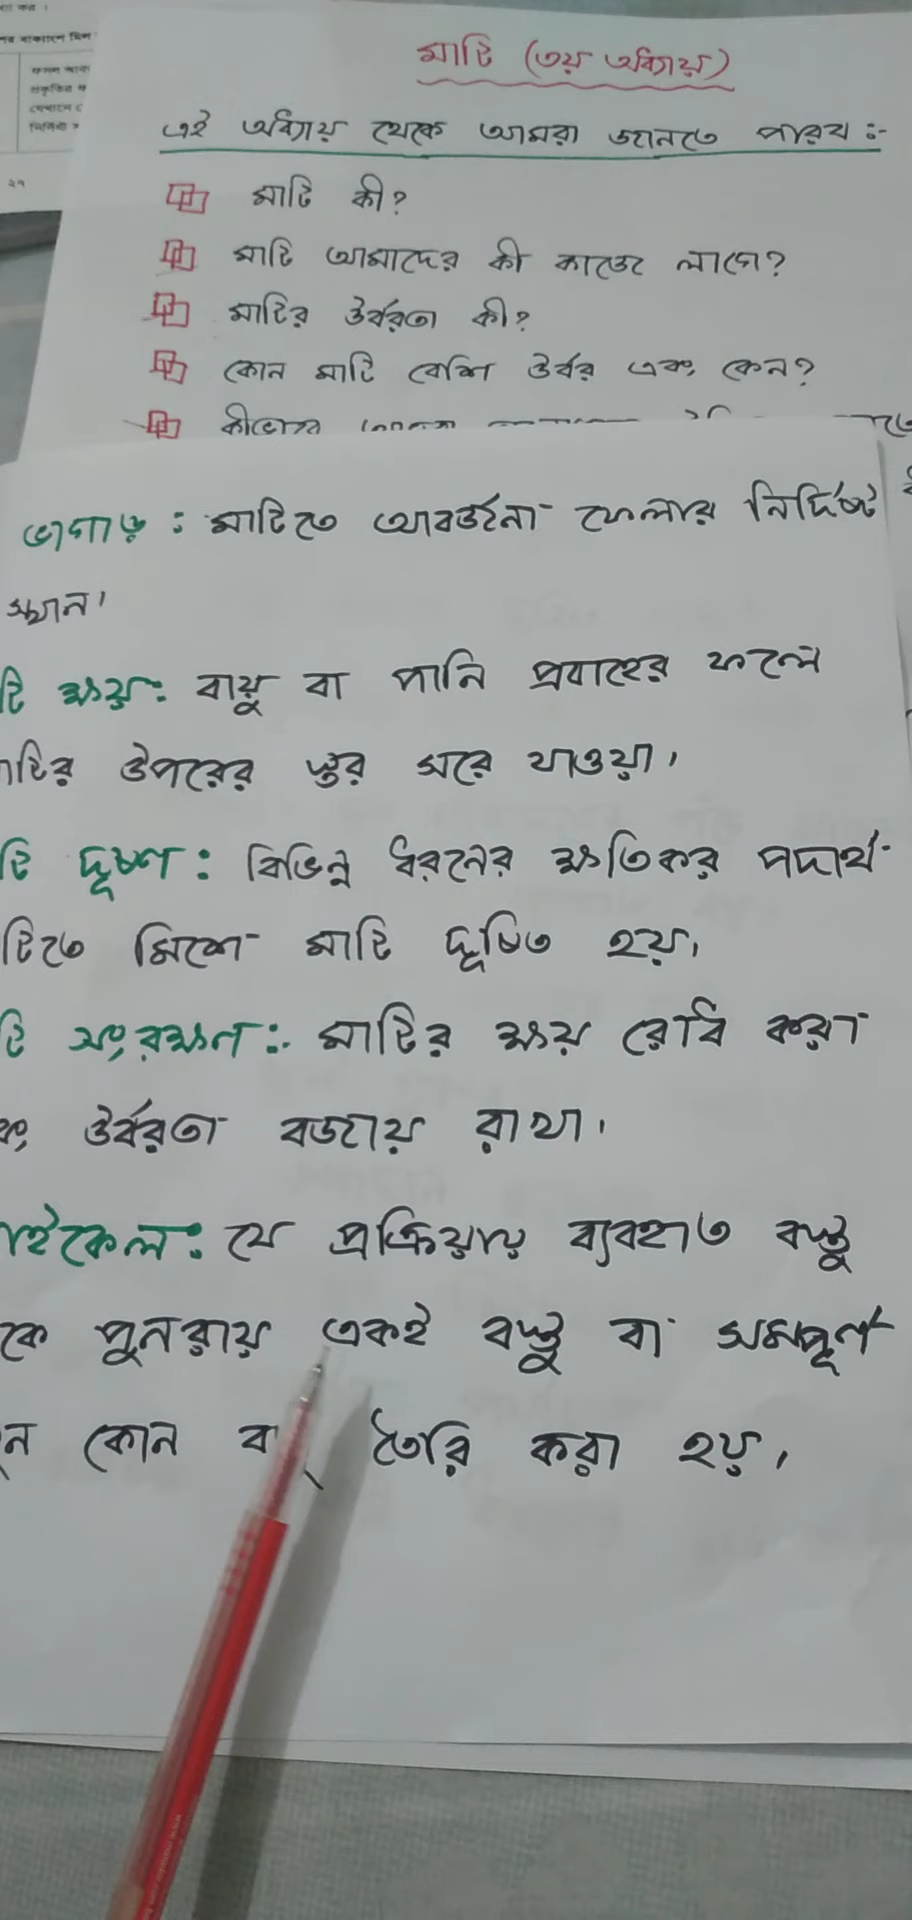 মাটি (৩য় অধ্যায়)
এই অধ্যায় থেকে আমরা জানতে পারব :-
মাটি কী?
মাটি আমাদের কী কাজে লাগে?
মাটির উর্বরতা কী?
কোন মাটি বেশি উর্বর এবং কেন?
কীভাবে
ভাগাড় : মাটিতে আবর্জনা ফেলার নির্দিষ্ট
স্থান।
টি ক্ষয়: বায়ু বা পানি প্রবাহের ফলে
াটির উপরের স্তর সরে যাওয়া।
টি দূষণ : বিভিন্ন ধরনের ক্ষতিকর পদার্থ
টিতে মিশে মাটি দূষিত হয়।
টি সংরক্ষণ :- মাটির ক্ষয় রোধ করা
বং উর্বরতা বজায় রাখা।
াইকেল: যে প্রক্রিয়ায় ব্যবহৃত বস্তু
কে পুনরায় একই বস্তু বা সমপূর্ণ
ন কোন তৈরি করা হয়।
২৭